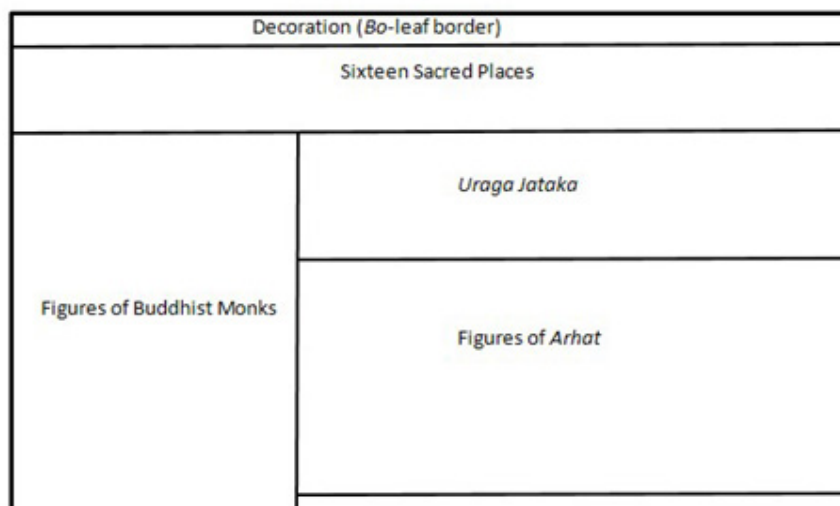 Decoration (Bo-leaf border)
Sixteen Sacred Places
Uraga Jataka
Figures of Buddhist Monks
Figures of Arhat